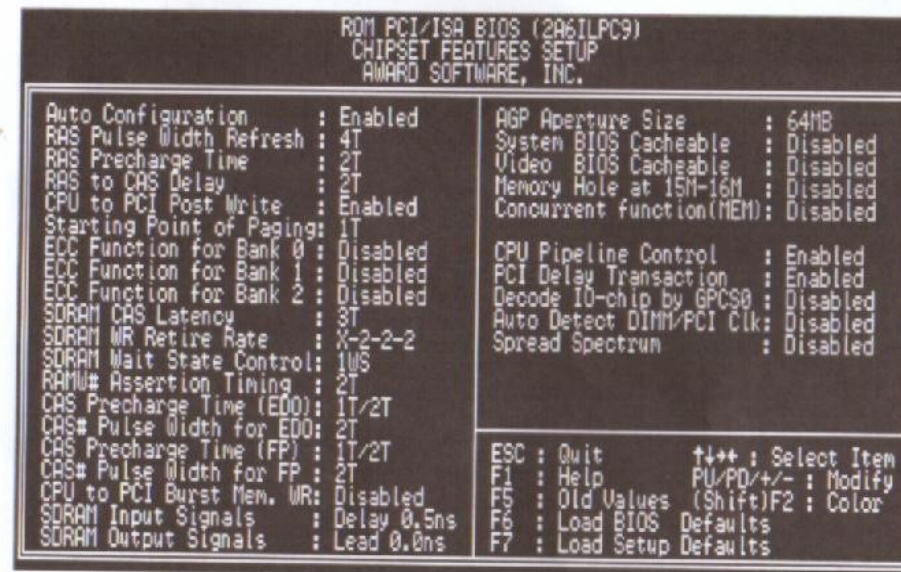 ROM PCI/ISA BIOS (2A6ILPC9)
CHIPSET FEATURES SETUP
AWARD SOFTWARE, INC.
Auto Configuration : Enabled
RAS Pulse Width Refresh : 4T
RAS Precharge Time : 2T
RAS to CAS Delay : 2T
CPU to PCI Post Write : Enabled
Starting Point of Paging: 1T
ECC Function for Bank 0 : Disabled
ECC Function for Bank 1 : Disabled
ECC Function for Bank 2 : Disabled
SDRAM CAS Latency : 3T
SDRAM WR Retire Rate : X-2-2-2
SDRAM Wait State Control: 1WS
RAMW# Assertion Timing : 2T
CAS Precharge Time (EDO): 1T/2T
CAS# Pulse Width for EDO: 2T
CAS Precharge Time (FP) : 1T/2T
CAS# Pulse Width for FP : 2T
CPU to PCI Burst Mem. WR: Disabled
SDRAM Input Signals : Delay 0.5ns
SDRAM Output Signals : Lead 0.0ns
AGP Aperture Size : 64MB
System BIOS Cacheable : Disabled
Video BIOS Cacheable : Disabled
Memory Hole at 15M-16M : Disabled
Concurrent function(MEM): Disabled
CPU Pipeline Control : Enabled
PCI Delay Transaction : Enabled
Decode IO-chip by GPCS0 : Disabled
Auto Detect DIMM/PCI Clk: Disabled
Spread Spectrum : Disabled
ESC : Quit ↑↓→← : Select Item
F1 : Help PU/PD/+/- : Modify
F5 : Old Values (Shift)F2 : Color
F6 : Load BIOS Defaults
F7 : Load Setup Defaults